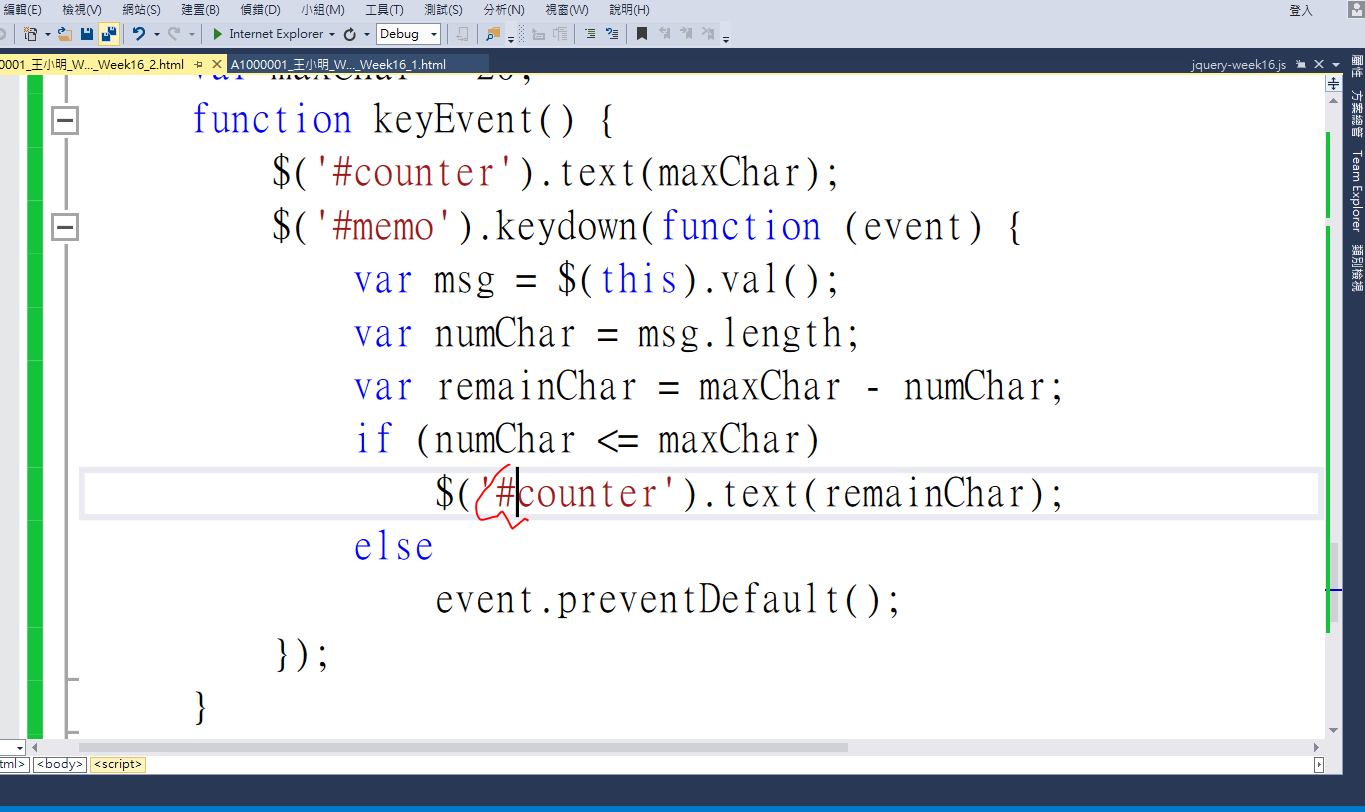 編輯(E) 檢視(V) 網站(S) 建置(B) 偵錯(D) 小組(M) 工具(T) 測試(S) 分析(N) 視窗(W) 說明(H) 登入
Internet Explorer Debug
0001_王小明_W..._Week16_2.html A1000001_王小明_W..._Week16_1.html jquery-week16.js
var maxChar = 20;
function keyEvent() {
$('#counter').text(maxChar);
$('#memo').keydown(function (event) {
var msg = $(this).val();
var numChar = msg.length;
var remainChar = maxChar - numChar;
if (numChar <= maxChar)
$('#counter').text(remainChar);
else
event.preventDefault();
});
}
tml> <body> <script>
屬性
方案總管
Team Explorer
類別檢視